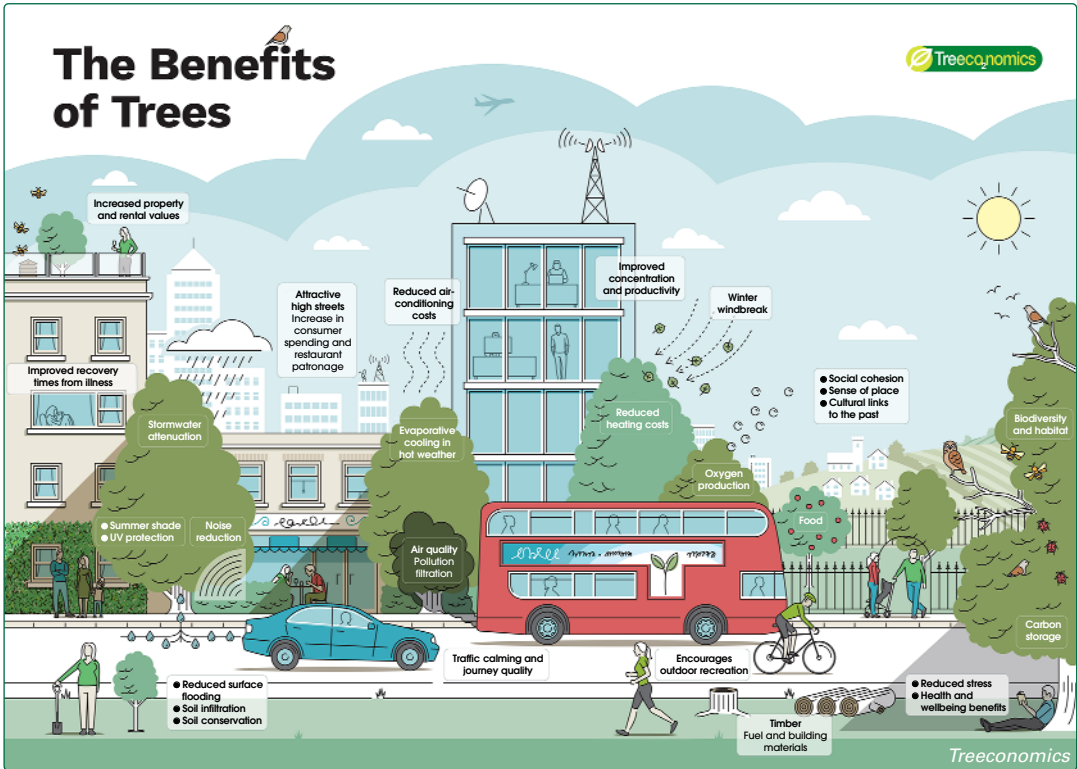 The Benefits
of Trees
Treeco2nomics
Increased property
and rental values
Improved
concentration
and productivity
Attractive
high streets
Increase in
consumer
spending and
restaurant
patronage
Reduced air-
conditioning
costs
Winter
windbreak
Improved recovery
times from illness
● Social cohesion
● Sense of place
● Cultural links
to the past
Stormwater
attenuation
Evaporative
cooling in
hot weather
Reduced
heating costs
Biodiversity
and habitat
Oxygen
production
● Summer shade
● UV protection
Noise
reduction
Food
Air quality
Pollution
filtration
Carbon
storage
Traffic calming and
journey quality
Encourages
outdoor recreation
● Reduced surface
flooding
● Soil infiltration
● Soil conservation
● Reduced stress
● Health and
wellbeing benefits
Timber
Fuel and building
materials
Treeconomics